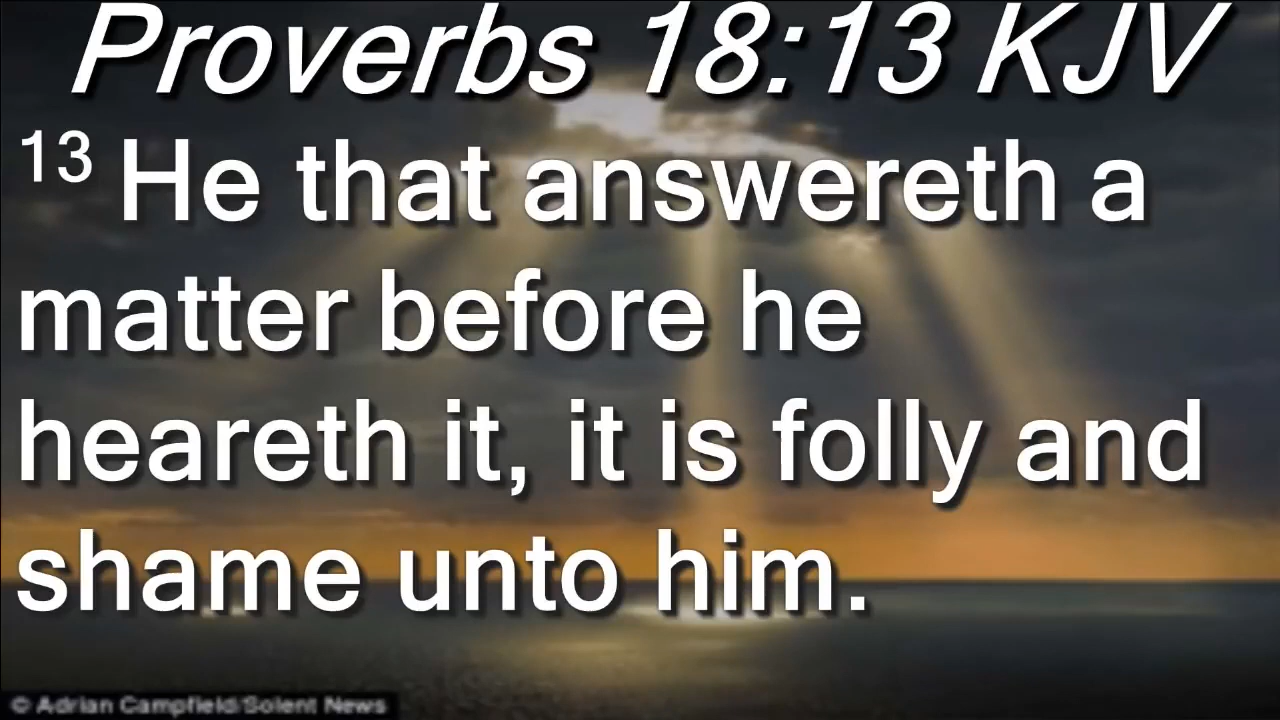 Proverbs 18:13 KJV
13 He that answereth a
matter before he
heareth it, it is folly and
shame unto him.
© Adrian Campfield/Solent News